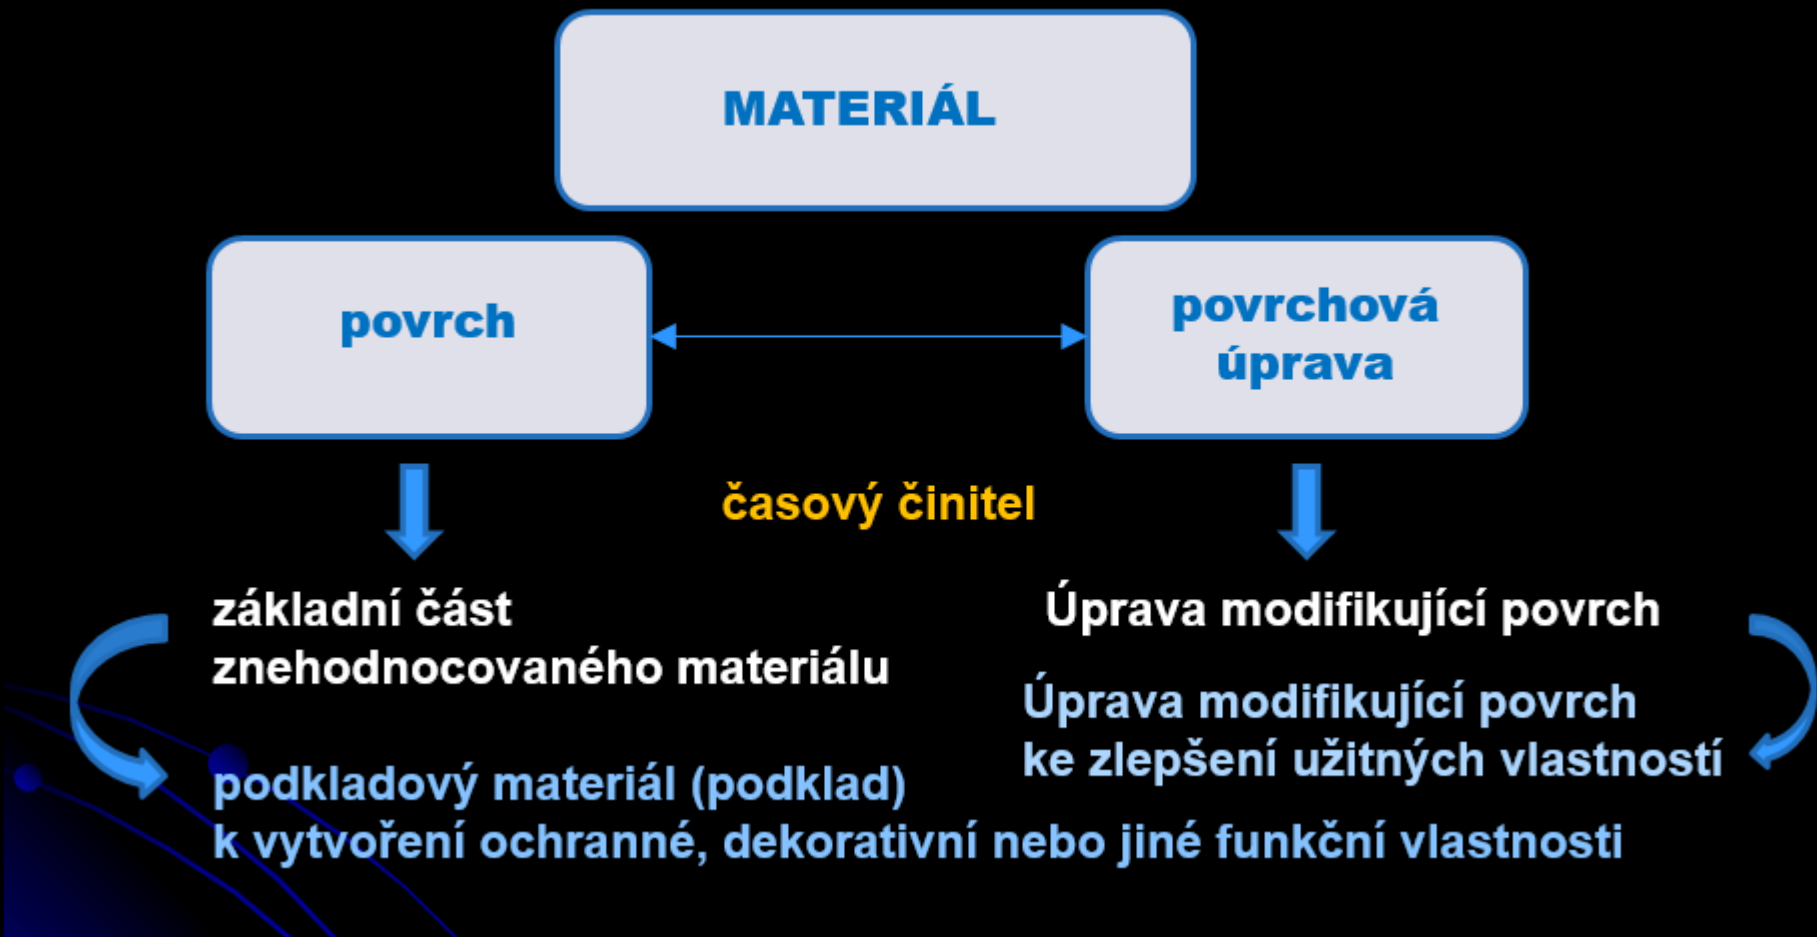 MATERIÁL
povrch
povrchová
úprava
časový činitel
základní část
znehodnocovaného materiálu
podkladový materiál (podklad)
k vytvoření ochranné, dekorativní nebo jiné funkční vlastnosti
Úprava modifikující povrch
Úprava modifikující povrch
ke zlepšení užitných vlastností